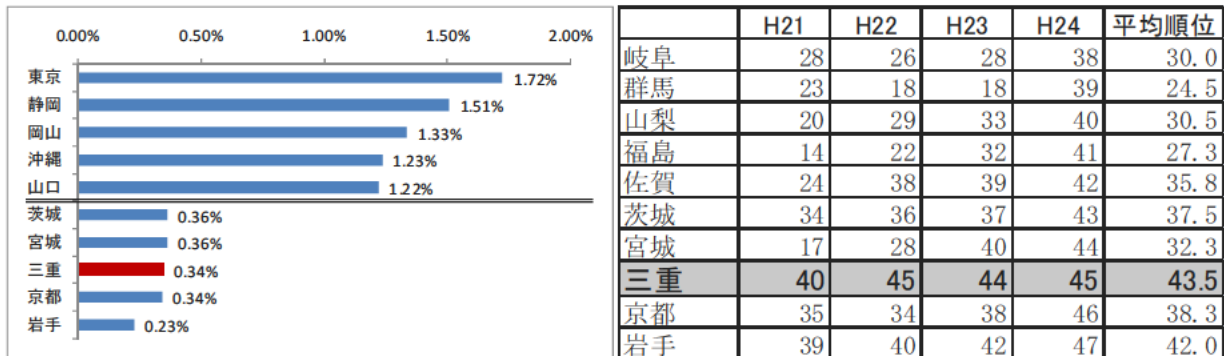 0.00% 0.50% 1.00% 1.50% 2.00%
東京 1.72%
静岡 1.51%
岡山 1.33%
沖縄 1.23%
山口 1.22%
茨城 0.36%
宮城 0.36%
三重 0.34%
京都 0.34%
岩手 0.23%
H21 H22 H23 H24 平均順位
岐阜 28 26 28 38 30.0
群馬 23 18 18 39 24.5
山梨 20 29 33 40 30.5
福島 14 22 32 41 27.3
佐賀 24 38 39 42 35.8
茨城 34 36 37 43 37.5
宮城 17 28 40 44 32.3
三重 40 45 44 45 43.5
京都 35 34 38 46 38.3
岩手 39 40 42 47 42.0